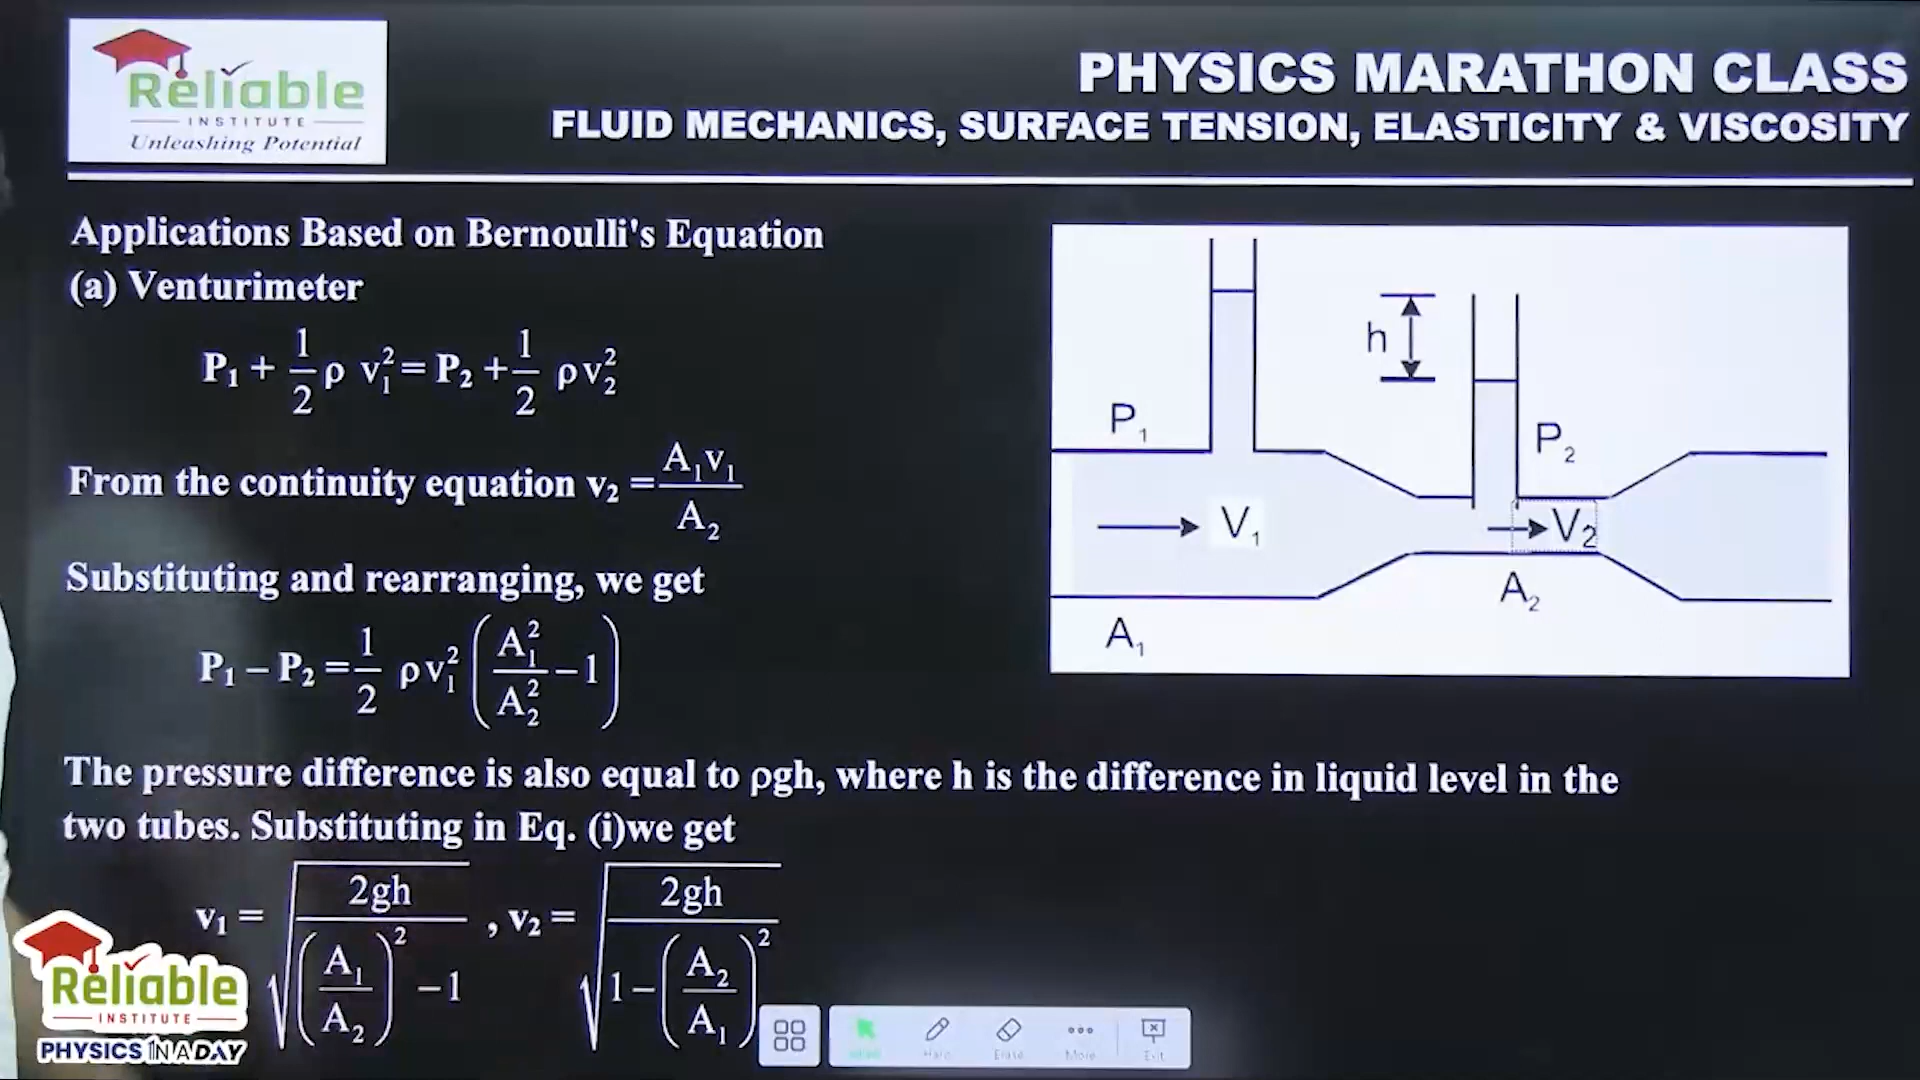 Reliable
INSTITUTE
Unleashing Potential
PHYSICS MARATHON CLASS
FLUID MECHANICS, SURFACE TENSION, ELASTICITY & VISCOSITY
Applications Based on Bernoulli's Equation
(a) Venturimeter
P₁ + 1/2 ρ v₁² = P₂ + 1/2 ρv₂²
From the continuity equation v₂ = A₁v₁/A₂
Substituting and rearranging, we get
P₁ – P₂ = 1/2 ρv₁² (A₁²/A₂² – 1)
The pressure difference is also equal to ρgh, where h is the difference in liquid level in the
two tubes. Substituting in Eq. (i)we get
v₁ = √(2gh/((A₁/A₂)² – 1)) , v₂ = √(2gh/(1 – (A₂/A₁)²))
h
P₁
P₂
V₁
V₂
A₂
A₁
Reliable
INSTITUTE
PHYSICS IN A DAY
Erase
More
Exit